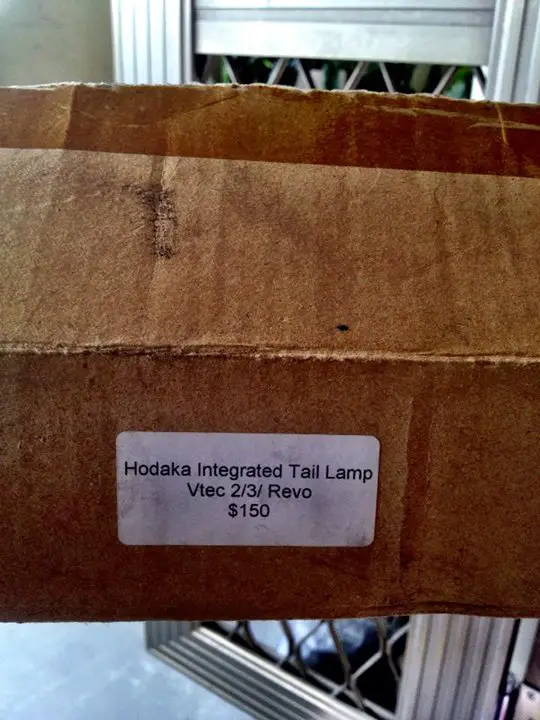 Hodaka Integrated Tail Lamp
Vtec 2/3/ Revo
$150